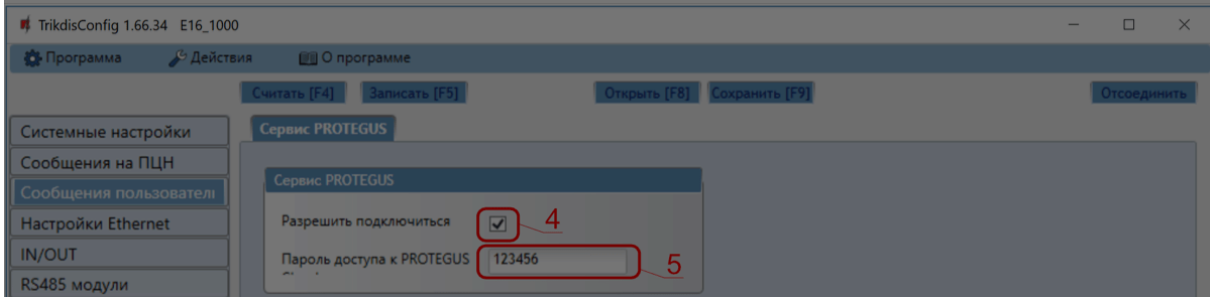 TrikdisConfig 1.66.34 E16_1000
Программа Действия О программе
Считать [F4] Записать [F5] Открыть [F8] Сохранить [F9] Отсоединить
Системные настройки
Сообщения на ПЦН
Сообщения пользовател
Настройки Ethernet
IN/OUT
RS485 модули
Сервис PROTEGUS
Сервис PROTEGUS
Разрешить подключиться
4
Пароль доступа к PROTEGUS
123456
5